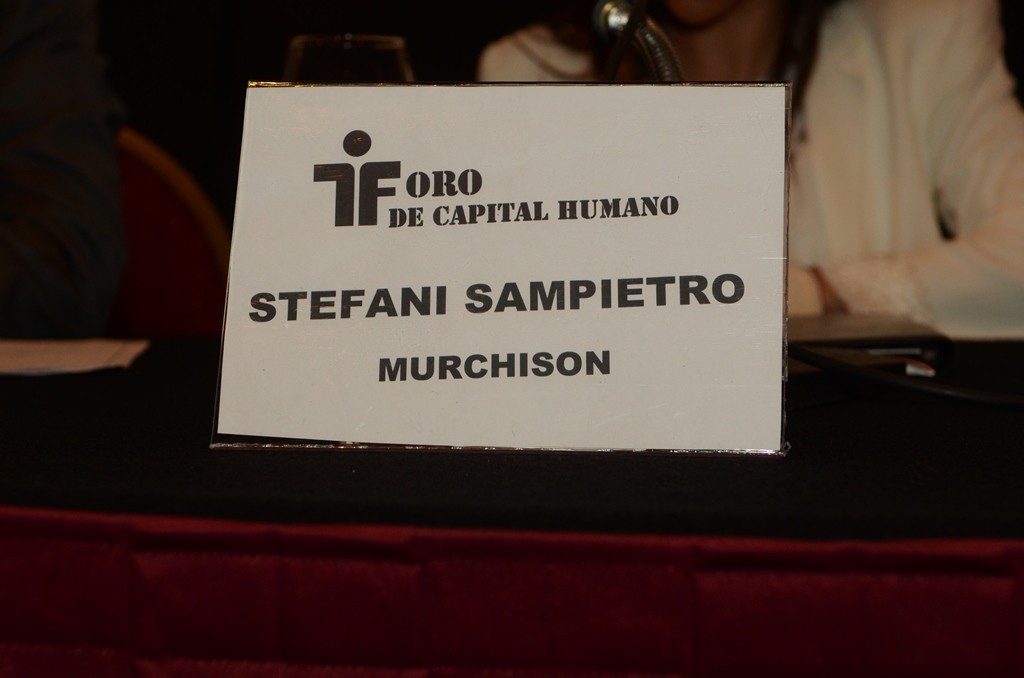 FORO
DE CAPITAL HUMANO
STEFANI SAMPIETRO
MURCHISON